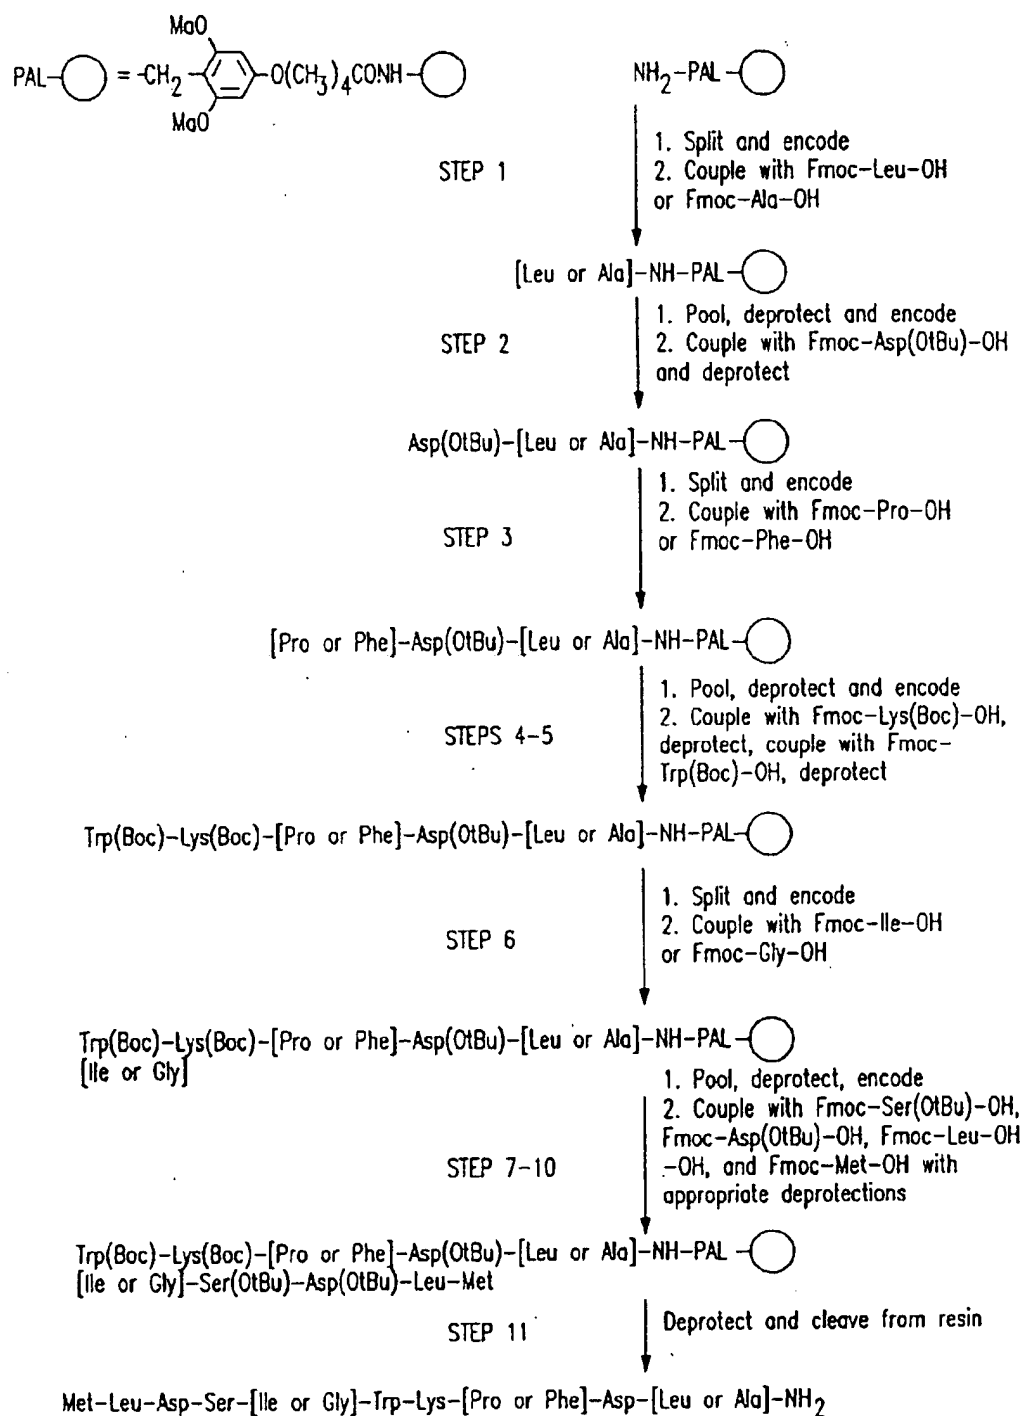 MaO
PAL- = -CH2- -O(CH3)4CONH-
MaO
NH2-PAL-
STEP 1
1. Split and encode
2. Couple with Fmoc-Leu-OH
or Fmoc-Ala-OH
[Leu or Ala]-NH-PAL-
STEP 2
1. Pool, deprotect and encode
2. Couple with Fmoc-Asp(OtBu)-OH
and deprotect
Asp(OtBu)-[Leu or Ala]-NH-PAL-
STEP 3
1. Split and encode
2. Couple with Fmoc-Pro-OH
or Fmoc-Phe-OH
[Pro or Phe]-Asp(OtBu)-[Leu or Ala]-NH-PAL-
STEPS 4-5
1. Pool, deprotect and encode
2. Couple with Fmoc-Lys(Boc)-OH,
deprotect, couple with Fmoc-
Trp(Boc)-OH, deprotect
Trp(Boc)-Lys(Boc)-[Pro or Phe]-Asp(OtBu)-[Leu or Ala]-NH-PAL-
STEP 6
1. Split and encode
2. Couple with Fmoc-Ile-OH
or Fmoc-Gly-OH
Trp(Boc)-Lys(Boc)-[Pro or Phe]-Asp(OtBu)-[Leu or Ala]-NH-PAL-
[Ile or Gly]
STEP 7-10
1. Pool, deprotect, encode
2. Couple with Fmoc-Ser(OtBu)-OH,
Fmoc-Asp(OtBu)-OH, Fmoc-Leu-OH
-OH, and Fmoc-Met-OH with
appropriate deprotections
Trp(Boc)-Lys(Boc)-[Pro or Phe]-Asp(OtBu)-[Leu or Ala]-NH-PAL-
[Ile or Gly]-Ser(OtBu)-Asp(OtBu)-Leu-Met
STEP 11
Deprotect and cleave from resin
Met-Leu-Asp-Ser-[Ile or Gly]-Trp-Lys-[Pro or Phe]-Asp-[Leu or Ala]-NH2